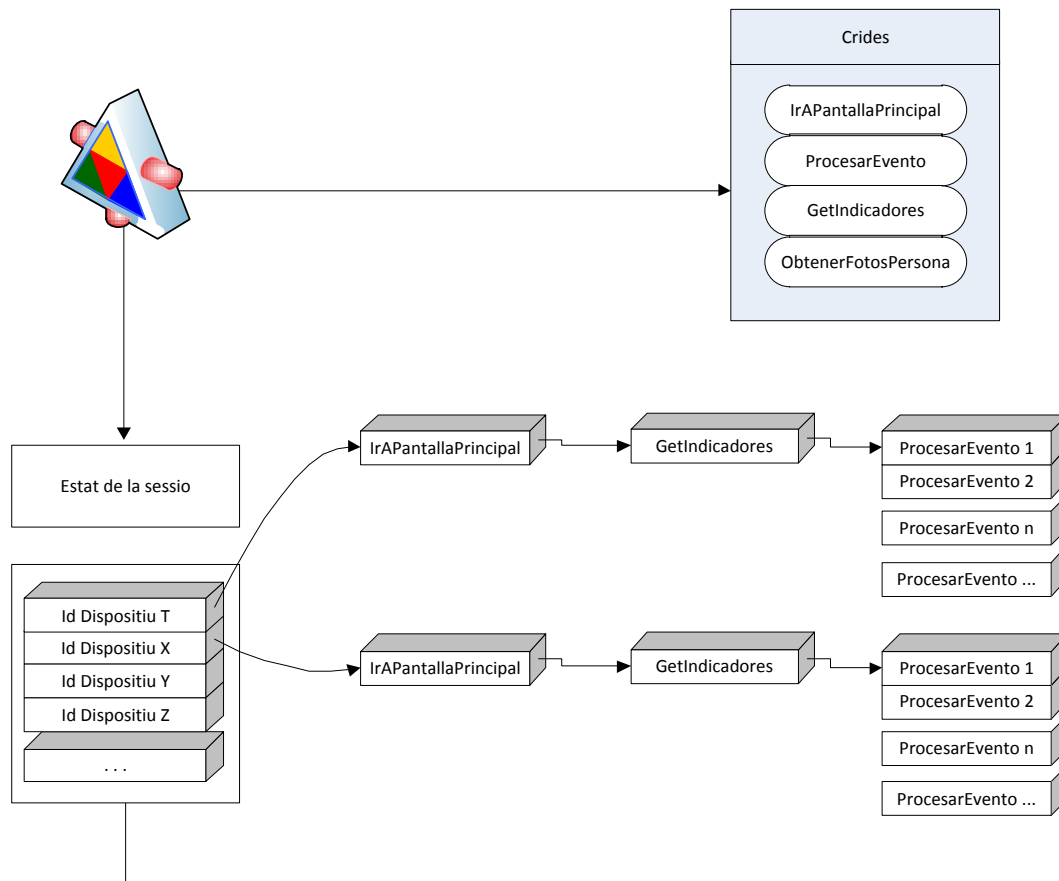 Crides
IrAPantallaPrincipal
ProcesarEvento
GetIndicadores
ObtenerFotosPersona
Estat de la sessio
IrAPantallaPrincipal
GetIndicadores
ProcesarEvento 1
ProcesarEvento 2
ProcesarEvento n
ProcesarEvento ...
Id Dispositiu T
Id Dispositiu X
Id Dispositiu Y
Id Dispositiu Z
. . .
IrAPantallaPrincipal
GetIndicadores
ProcesarEvento 1
ProcesarEvento 2
ProcesarEvento n
ProcesarEvento ...